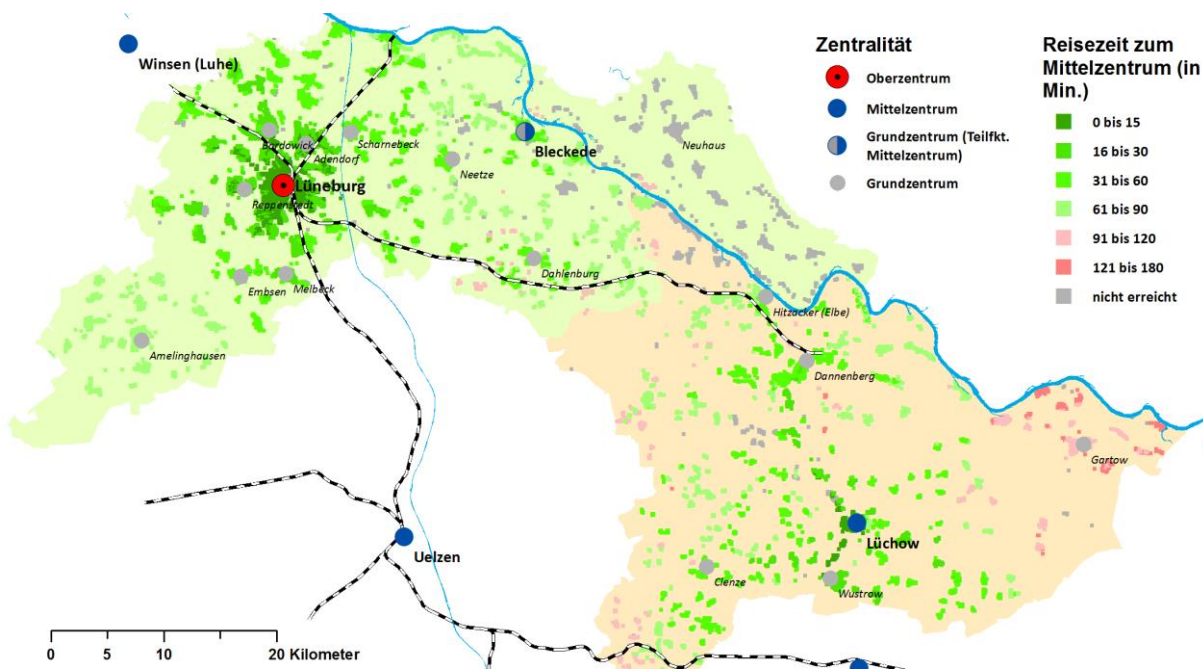 Winsen (Luhe)
Bardowick
Adendorf
Scharnebeck
Lüneburg
Reppenstedt
Neetze
Bleckede
Neuhaus
Embsen
Melbeck
Dahlenburg
Amelinghausen
Hitzacker (Elbe)
Dannenberg
Gartow
Uelzen
Lüchow
Clenze
Wustrow
Zentralität
Oberzentrum
Mittelzentrum
Grundzentrum (Teilfkt.
Mittelzentrum)
Grundzentrum
Reisezeit zum
Mittelzentrum (in
Min.)
0 bis 15
16 bis 30
31 bis 60
61 bis 90
91 bis 120
121 bis 180
nicht erreicht
0 5 10 20 Kilometer